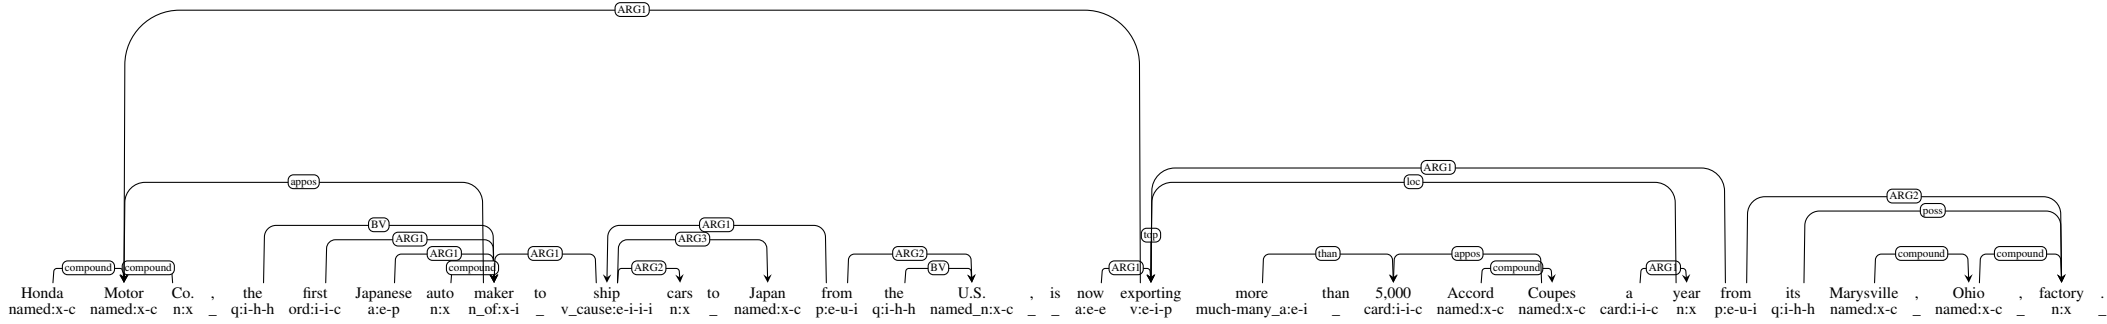 ARG1
ARG1
appos loc
ARG2
poss
BV ARG1
ARG1 ARG3 top
ARG1 ARG1 ARG2 than appos compound compound
compound compound compound ARG2 BV ARG1 compound ARG1
Honda Motor Co. , the first Japanese auto maker to ship cars to Japan from the U.S. , is now exporting more than 5,000 Accord Coupes a year from its Marysville , Ohio , factory .
named:x-c named:x-c n:x _ q:i-h-h ord:i-i-c a:e-p n:x n_of:x-i _ v_cause:e-i-i-i n:x _ named:x-c p:e-u-i q:i-h-h named_n:x-c _ _ a:e-e v:e-i-p much-many_a:e-i _ card:i-i-c named:x-c named:x-c card:i-i-c n:x p:e-u-i q:i-h-h named:x-c _ named:x-c _ n:x _